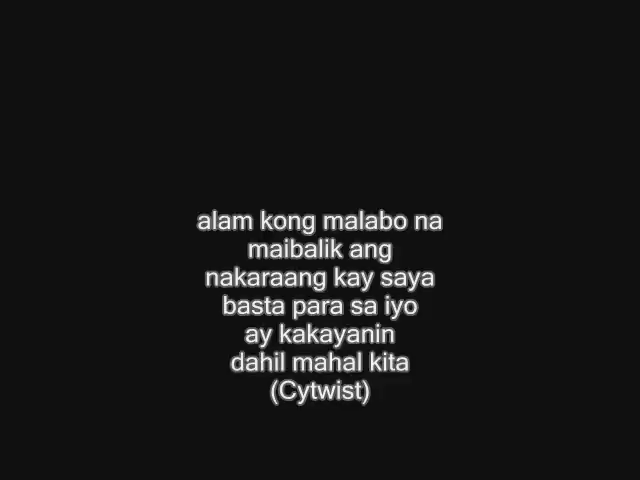 alam kong malabo na
maibalik ang
nakaraang kay saya
basta para sa iyo
ay kakayanin
dahil mahal kita
(Cytwist)